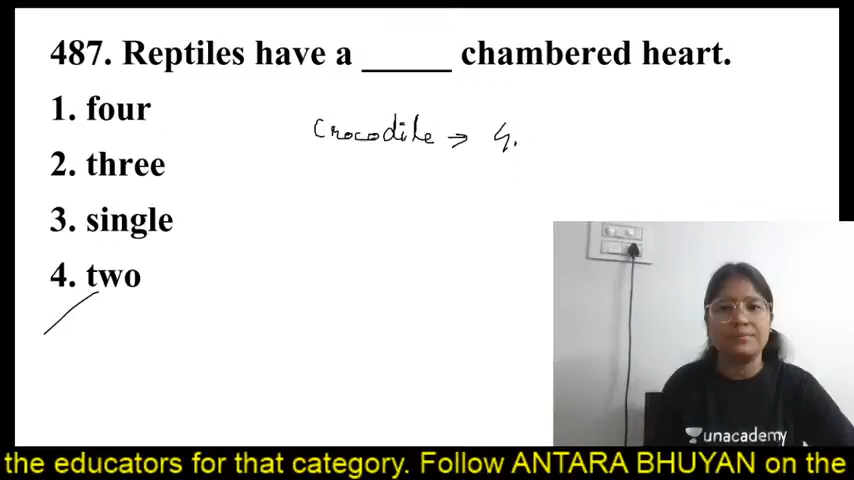 487. Reptiles have a _____ chambered heart.
1. four
Crocodile → 4.
2. three
3. single
4. two
unacademy
the educators for that category. Follow ANTARA BHUYAN on the